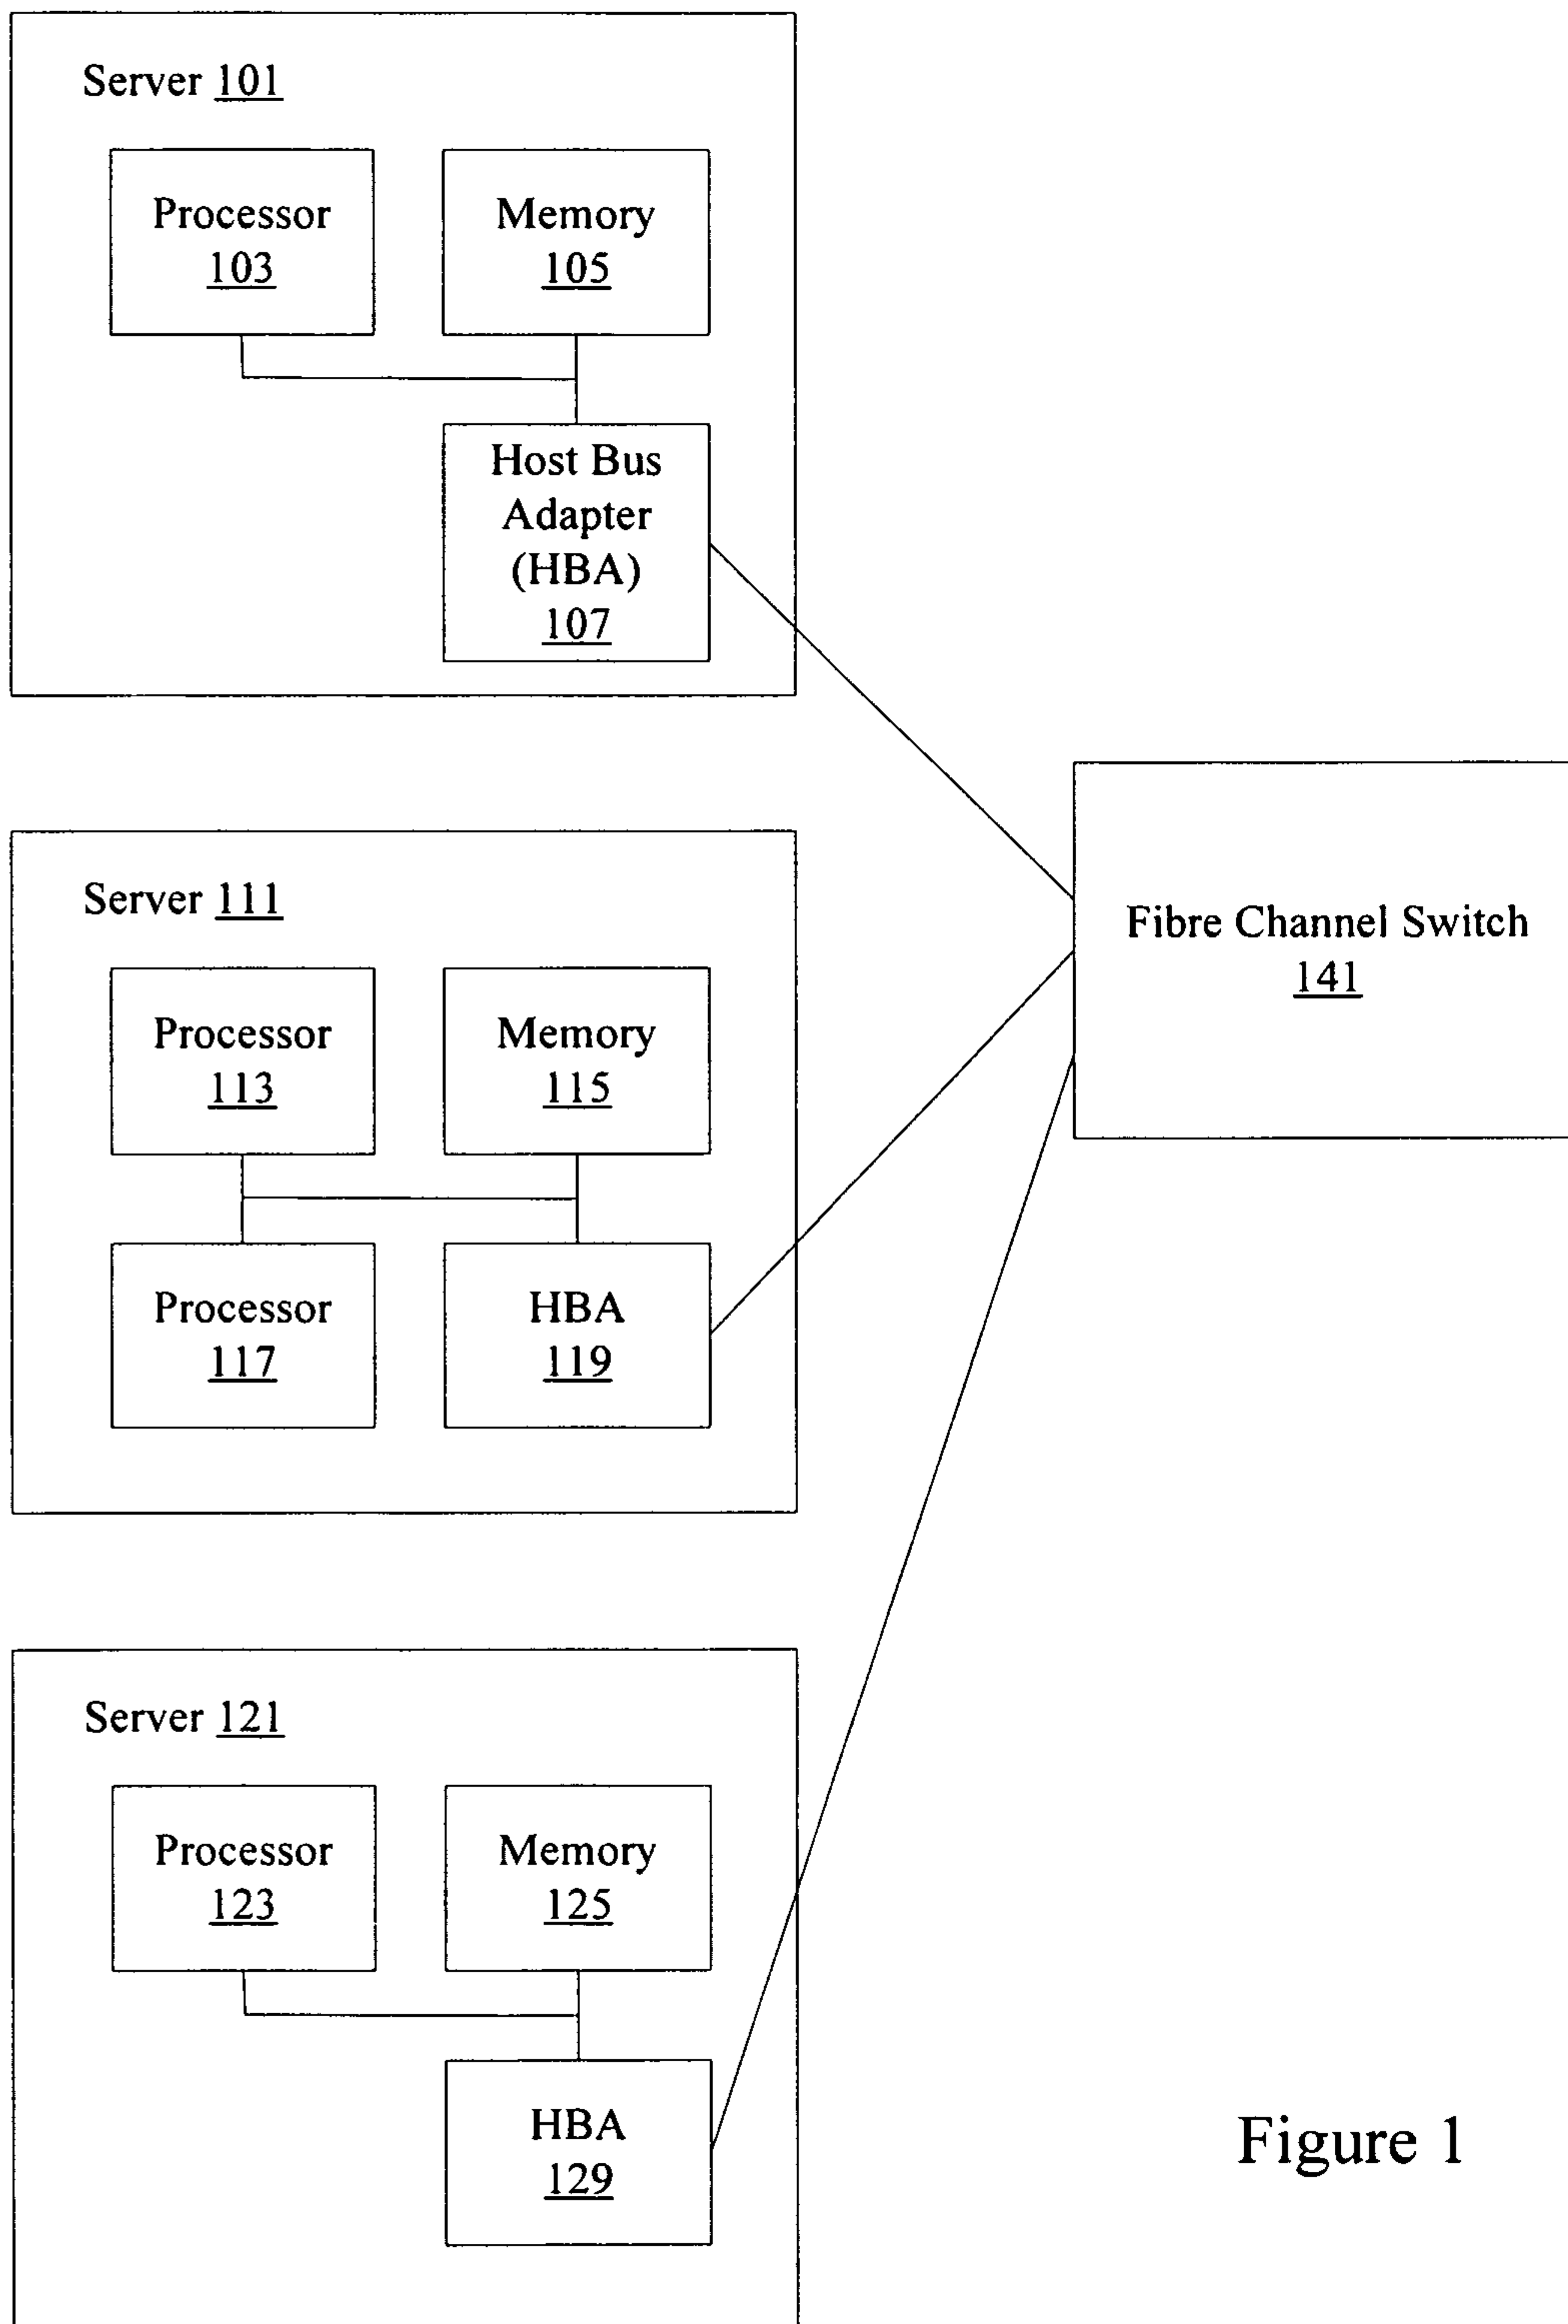 Server 101
Processor
103
Memory
105
Host Bus
Adapter
(HBA)
107
Server 111
Processor
113
Memory
115
Processor
117
HBA
119
Fibre Channel Switch
141
Server 121
Processor
123
Memory
125
HBA
129
Figure 1